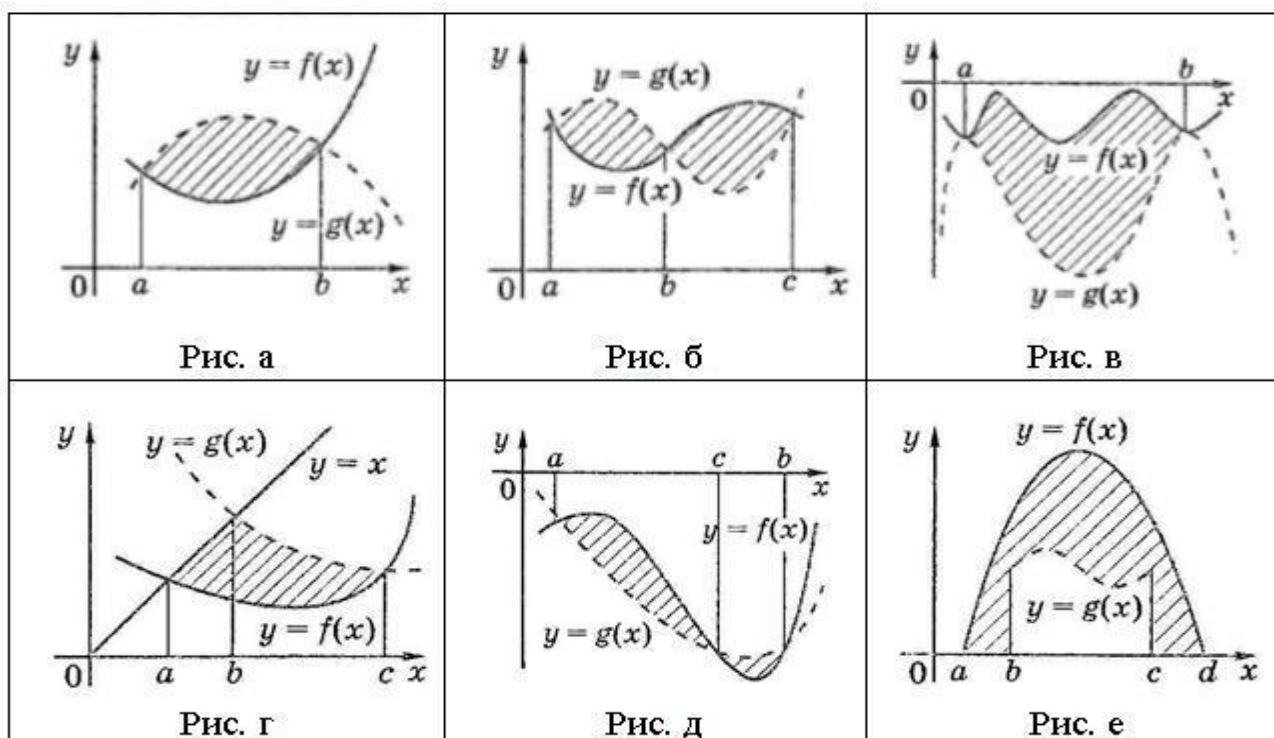 y
y = f(x)
y = g(x)
0
a
b
x
Рис. а
y
y = g(x)
y = f(x)
0
a
b
c
x
Рис. б
y
a
b
0
x
y = f(x)
y = g(x)
Рис. в
y
y = g(x)
y = x
y = f(x)
0
a
b
c
x
Рис. г
y
a
c
b
0
x
y = f(x)
y = g(x)
Рис. д
y
y = f(x)
y = g(x)
0
a
b
c
d
x
Рис. е